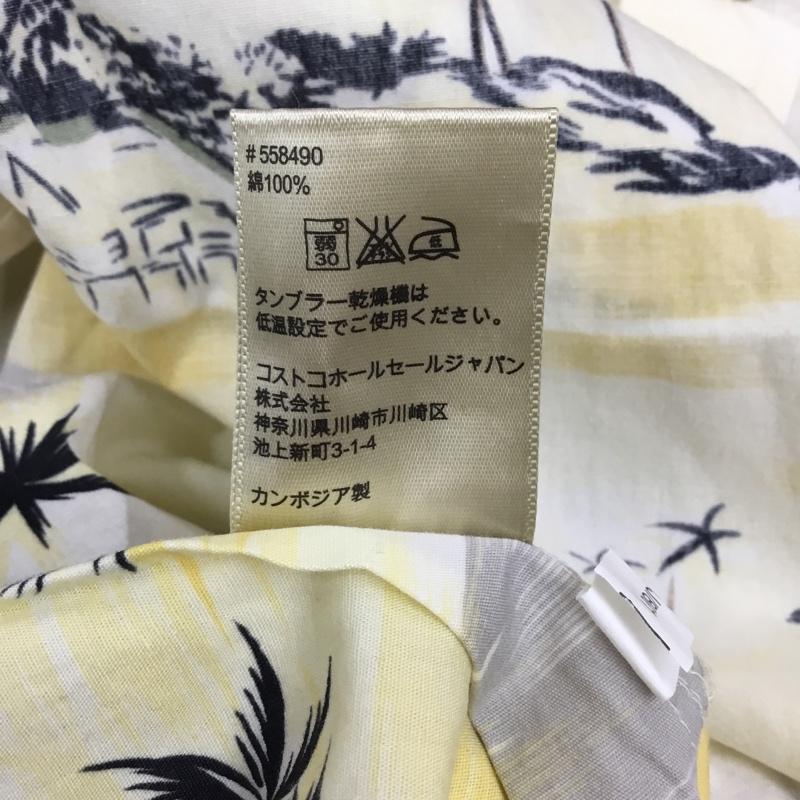 #558490
綿100%
弱
30
低
タンブラー乾燥機は
低温設定でご使用ください。
コストコホールセールジャパン
株式会社
神奈川県川崎市川崎区
池上新町3-1-4
カンボジア製